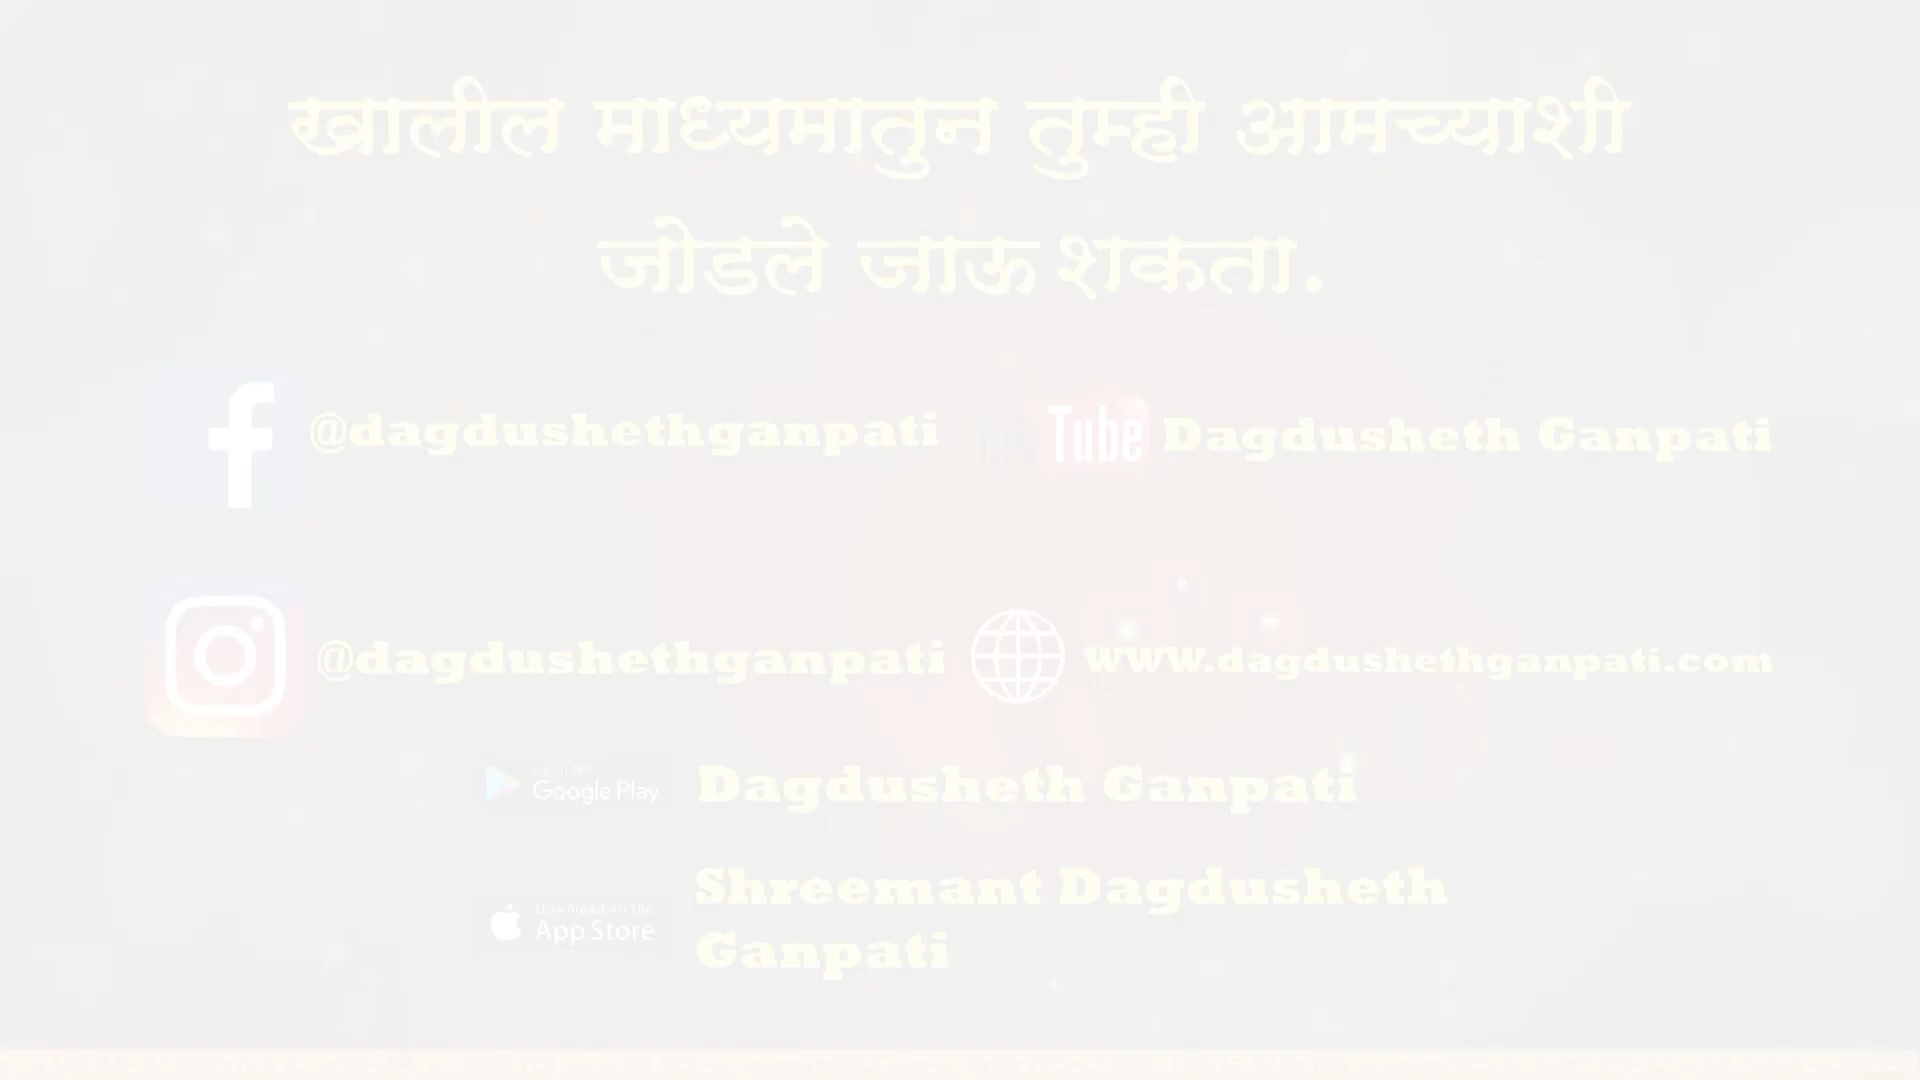 खालील माध्यमातुन तुम्ही आमच्याशी
जोडले जाऊ शकता.
@dagdushethganpati
Tube Dagdusheth Ganpati
@dagdushethganpati
www.dagdushethganpati.com
Google Play
Dagdusheth Ganpati
Download on the
App Store
Shreemant Dagdusheth
Ganpati